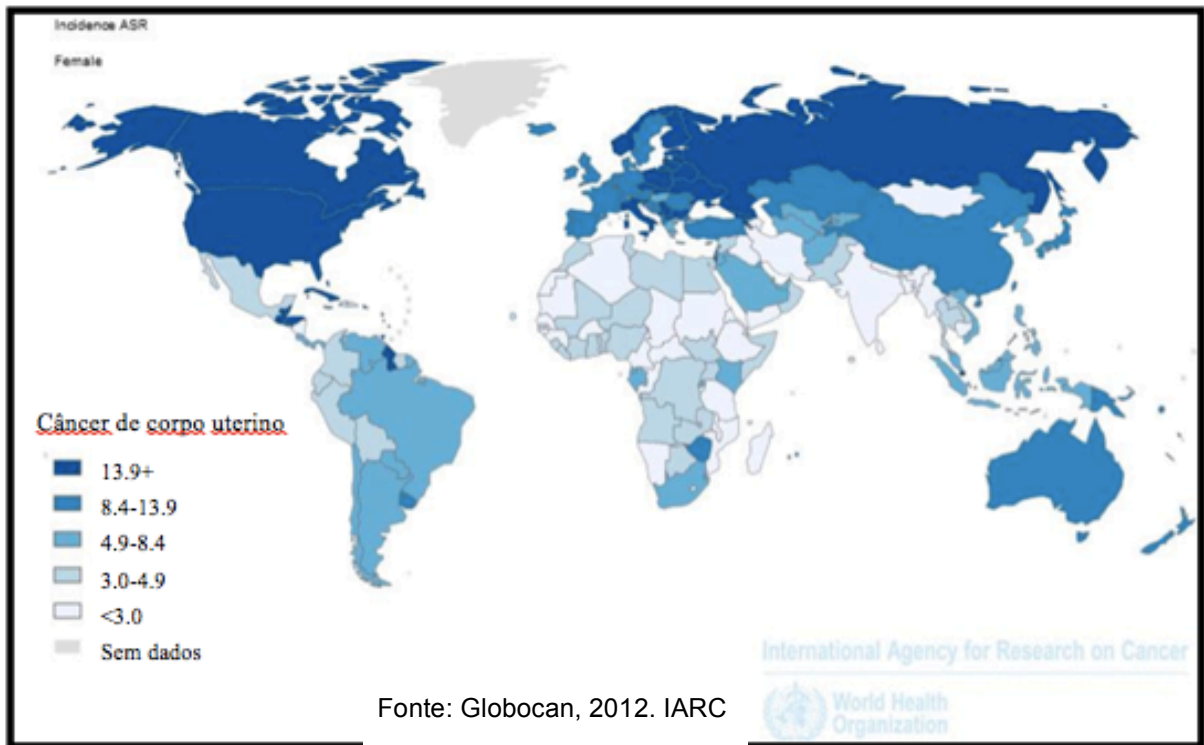 Incidence ASR
Female
Câncer de corpo uterino
13.9+
8.4-13.9
4.9-8.4
3.0-4.9
<3.0
Sem dados
International Agency for Research on Cancer
World Health
Organization
Fonte: Globocan, 2012. IARC